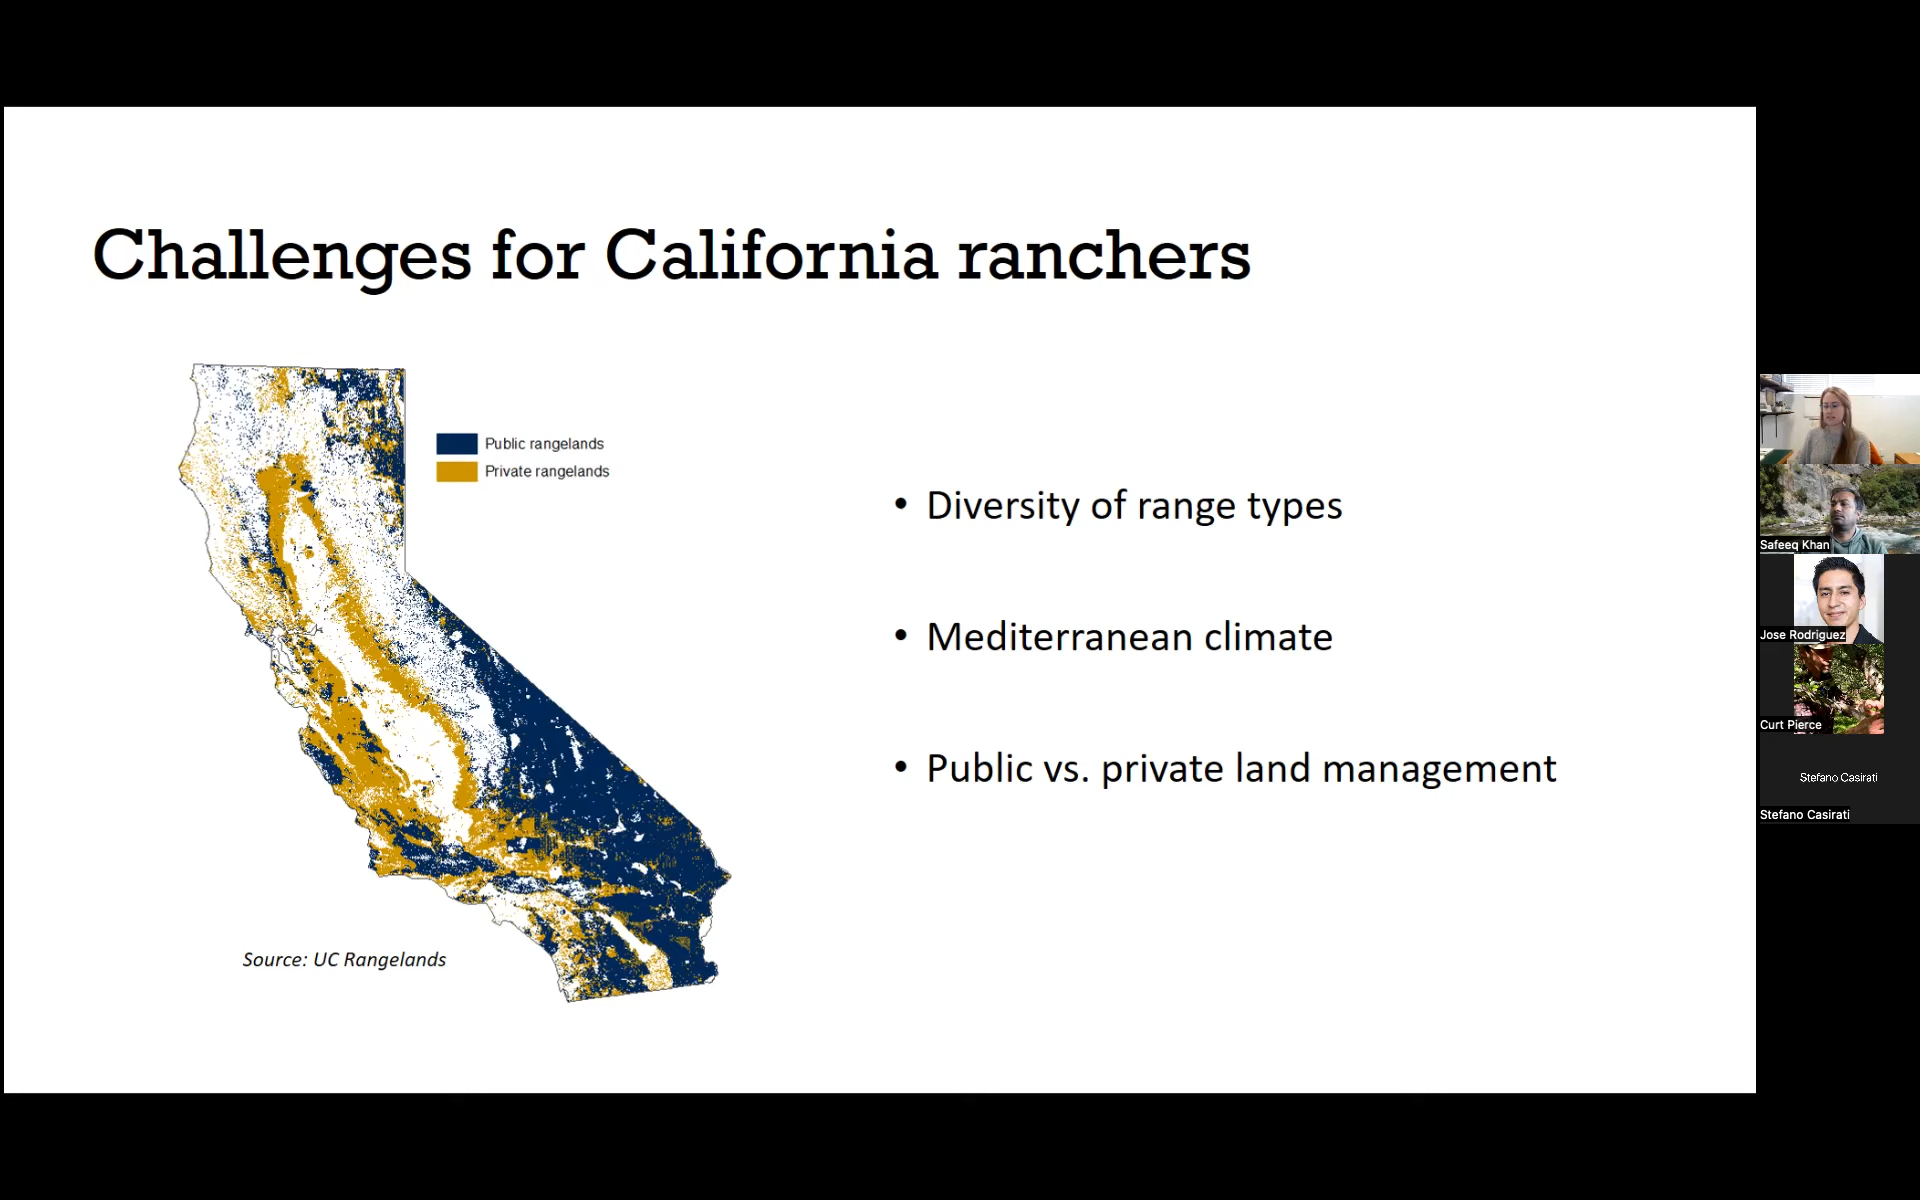 Challenges for California ranchers
Public rangelands
Private rangelands
• Diversity of range types
• Mediterranean climate
• Public vs. private land management
Source: UC Rangelands
Safeeq Khan
Jose Rodriguez
Curt Pierce
Stefano Casirati
Stefano Casirati